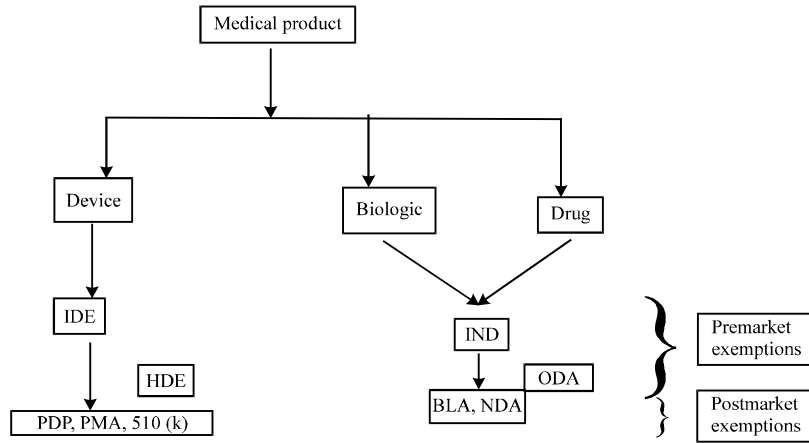 Medical product
Device
Biologic
Drug
IDE
IND
Premarket
exemptions
HDE
ODA
PDP, PMA, 510 (k)
BLA, NDA
Postmarket
exemptions